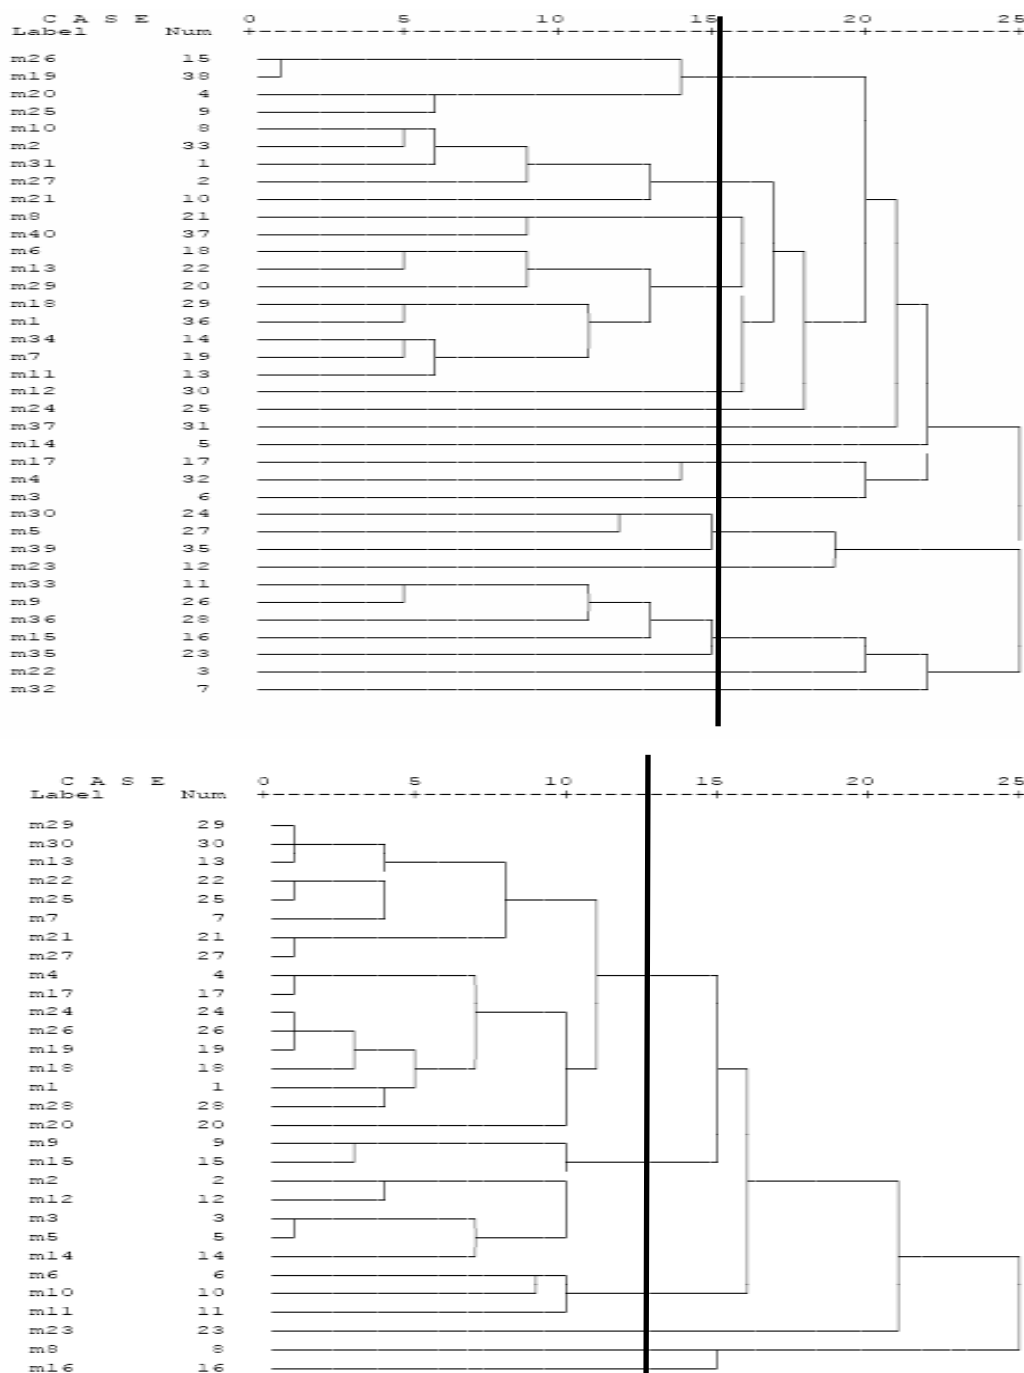 C A S E 0 5 10 15 20 25
Label Num
m26 15
m19 38
m20 4
m25 9
m10 8
m2 33
m31 1
m27 2
m21 10
m8 21
m40 37
m6 18
m13 22
m29 20
m18 29
m1 36
m34 14
m7 19
m11 13
m12 30
m24 25
m37 31
m14 5
m17 17
m4 32
m3 6
m30 24
m5 27
m39 35
m23 12
m33 11
m9 26
m36 28
m15 16
m35 23
m22 3
m32 7
C A S E 0 5 10 15 20 25
Label Num
m29 29
m30 30
m13 13
m22 22
m25 25
m7 7
m21 21
m27 27
m4 4
m17 17
m24 24
m26 26
m19 19
m18 18
m1 1
m28 28
m20 20
m9 9
m15 15
m2 2
m12 12
m3 3
m5 5
m14 14
m6 6
m10 10
m11 11
m23 23
m8 8
m16 16